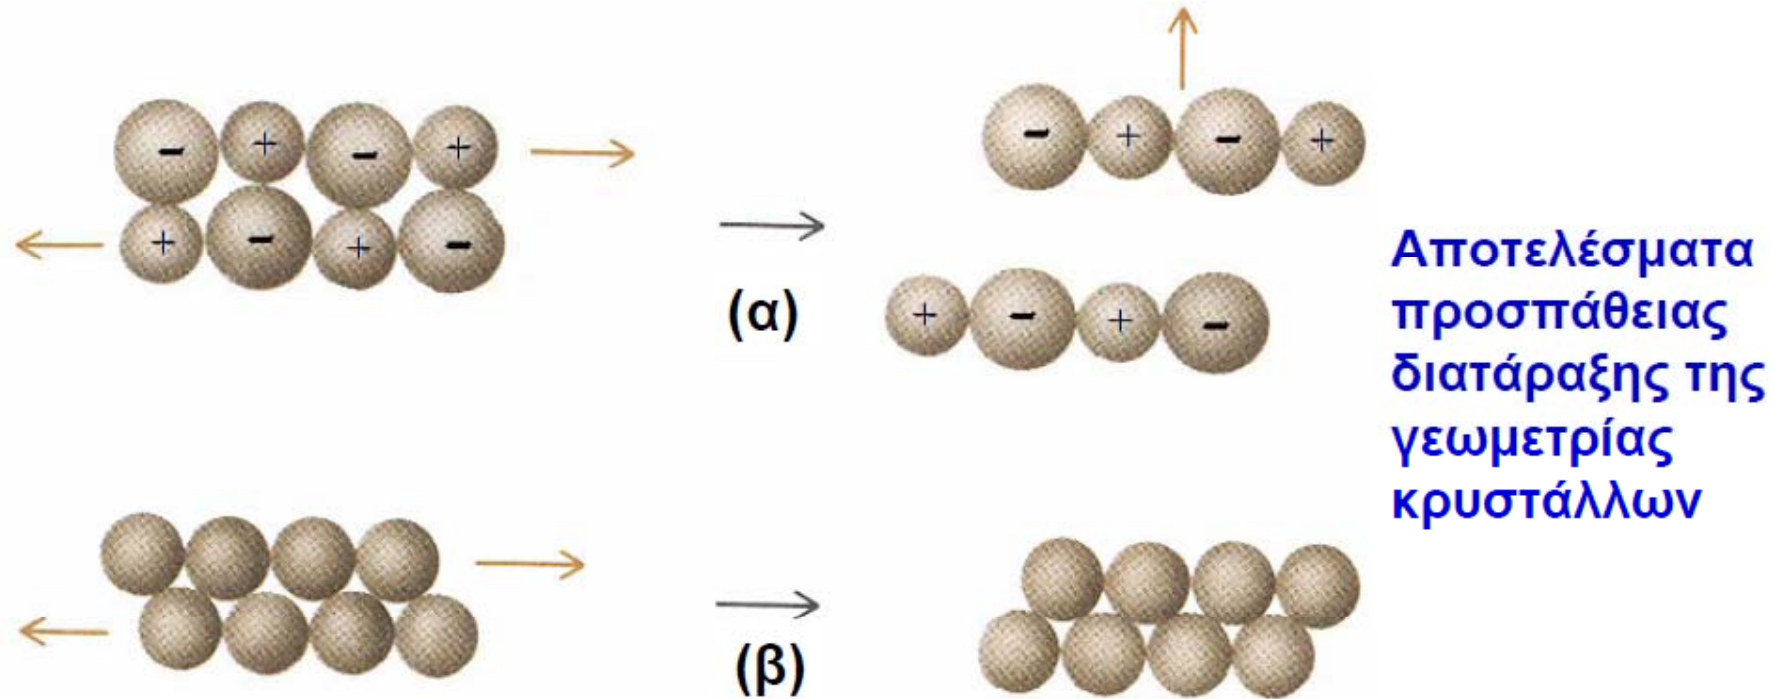 - + - +
+ - + -
(α)
- + - +
+ - + -
Αποτελέσματα
προσπάθειας
διατάραξης της
γεωμετρίας
κρυστάλλων
(β)